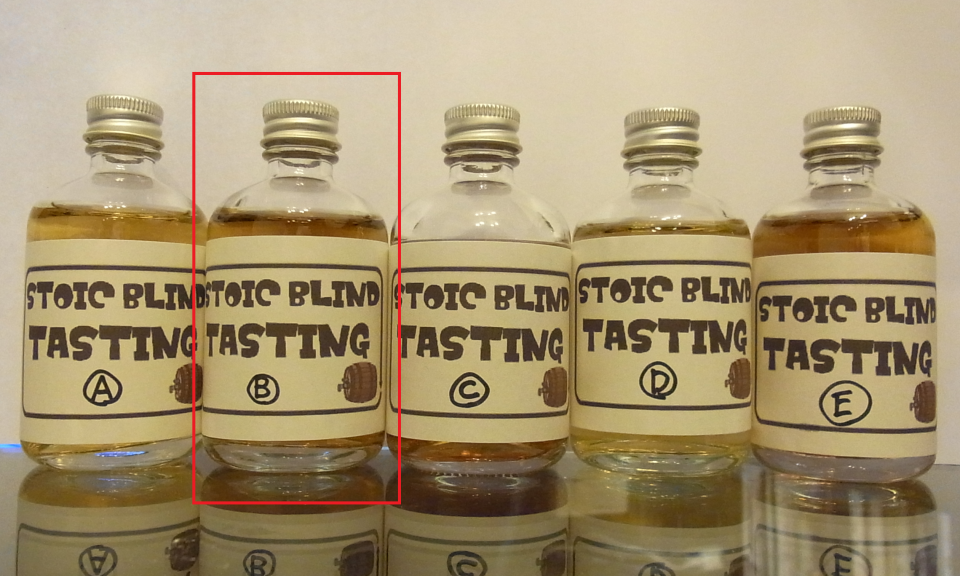 STOIC BLIND
TASTING
A
STOIC BLIND
TASTING
B
STOIC BLIND
TASTING
C
STOIC BLIND
TASTING
D
STOIC BLIND
TASTING
E